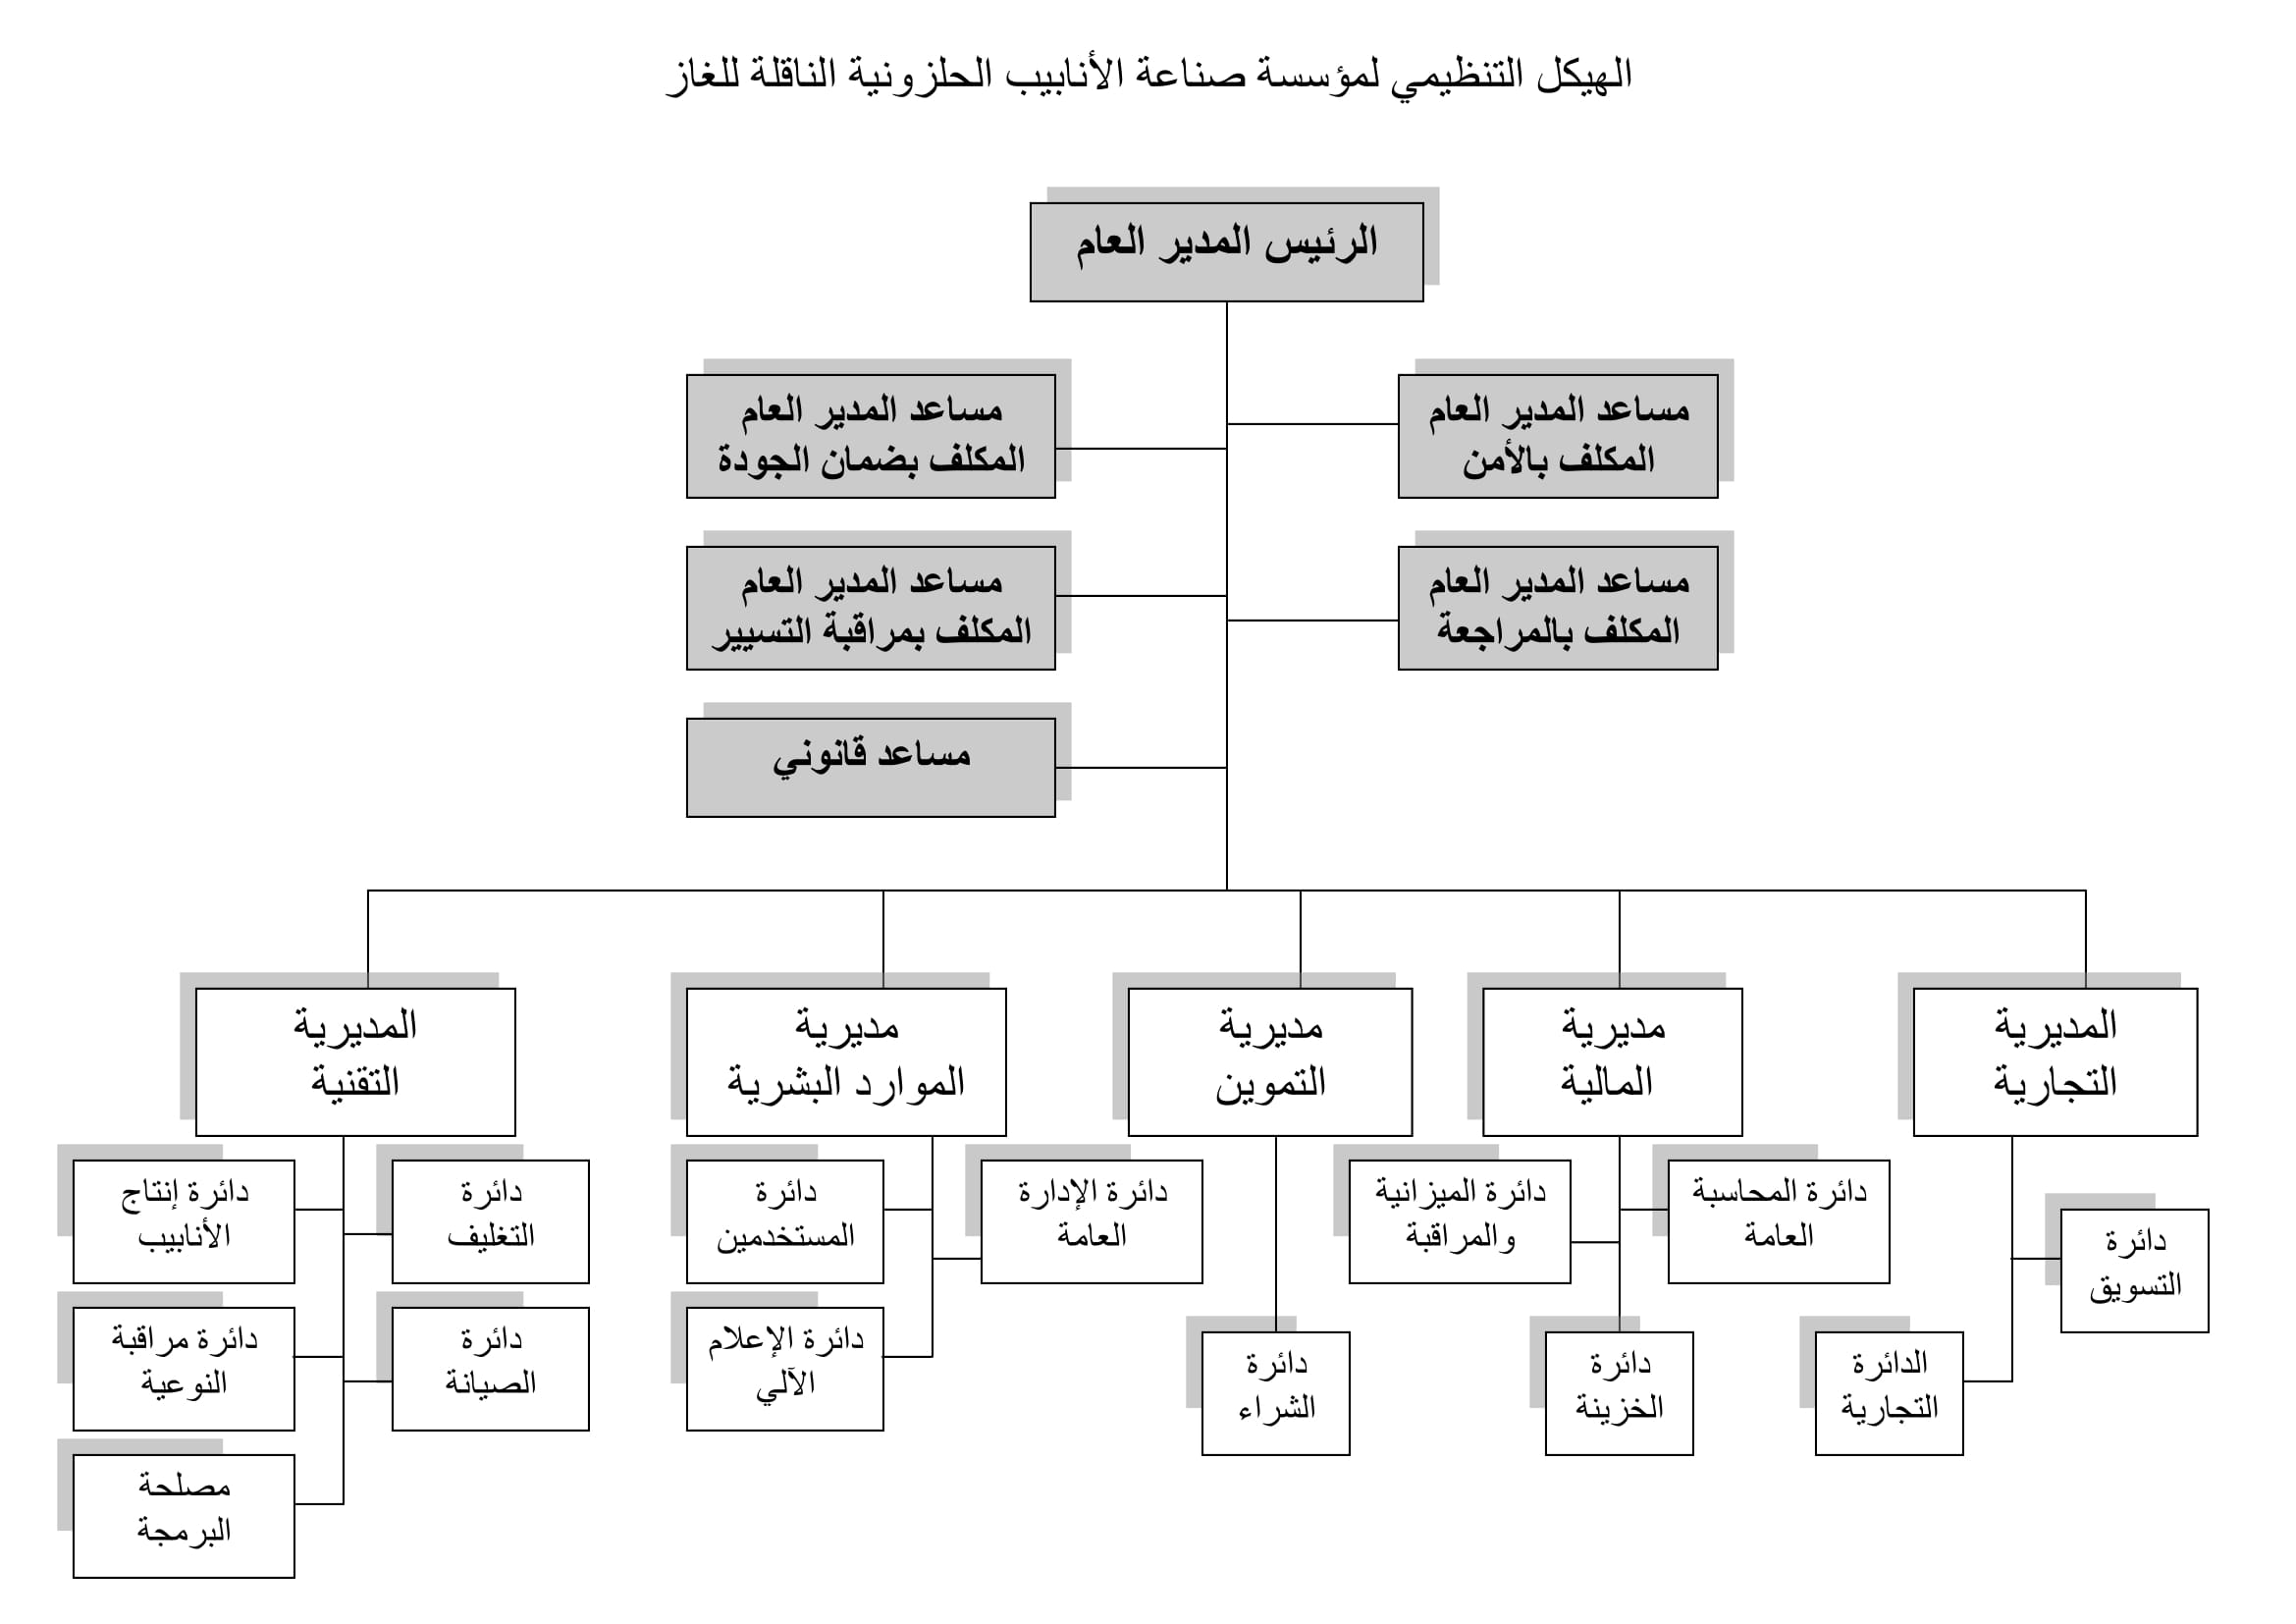 الهيكل التنظيمي لمؤسسة صناعة الأنابيب الحلزونية الناقلة للغاز
الرئيس المدير العام
مساعد المدير العام
المكلف بالأمن
مساعد المدير العام
المكلف بضمان الجودة
مساعد المدير العام
المكلف بالمراجعة
مساعد المدير العام
المكلف بمراقبة التسيير
مساعد قانوني
المديرية
التجارية
مديرية
المالية
مديرية
التموين
مديرية
الموارد البشرية
المديرية
التقنية
دائرة
التسويق
الدائرة
التجارية
دائرة المحاسبة
العامة
دائرة الميزانية
والمراقبة
دائرة
الخزينة
دائرة
الشراء
دائرة الإدارة
العامة
دائرة
المستخدمين
دائرة الإعلام
الآلي
دائرة
التغليف
دائرة إنتاج
الأنابيب
دائرة
الصيانة
دائرة مراقبة
النوعية
مصلحة
البرمجة